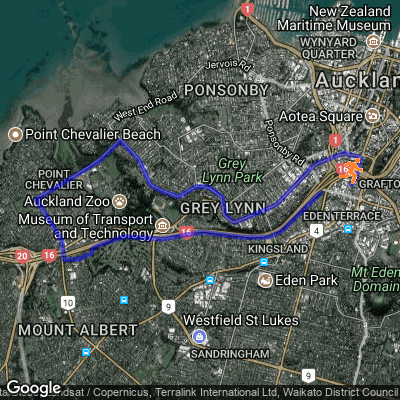 1
New Zealand
Maritime Museum
WYNYARD
QUARTER
Jervois Rd
PONSONBY
Auckland
West End Road
Aotea Square
Point Chevalier Beach
Ponsonby Rd
1
Grey
Lynn Park
16
GRAFTO
POINT
CHEVALIER
Auckland Zoo
Museum of Transport
and Technology
GREY LYNN
EDEN TERRACE
16
4
20
16
KINGSLAND
Eden Park
Mt Eden
Domain
10
9
MOUNT ALBERT
Westfield St Lukes
SANDRINGHAM
9
Google
Landsat / Copernicus, Terralink International Ltd, Waikato District Council